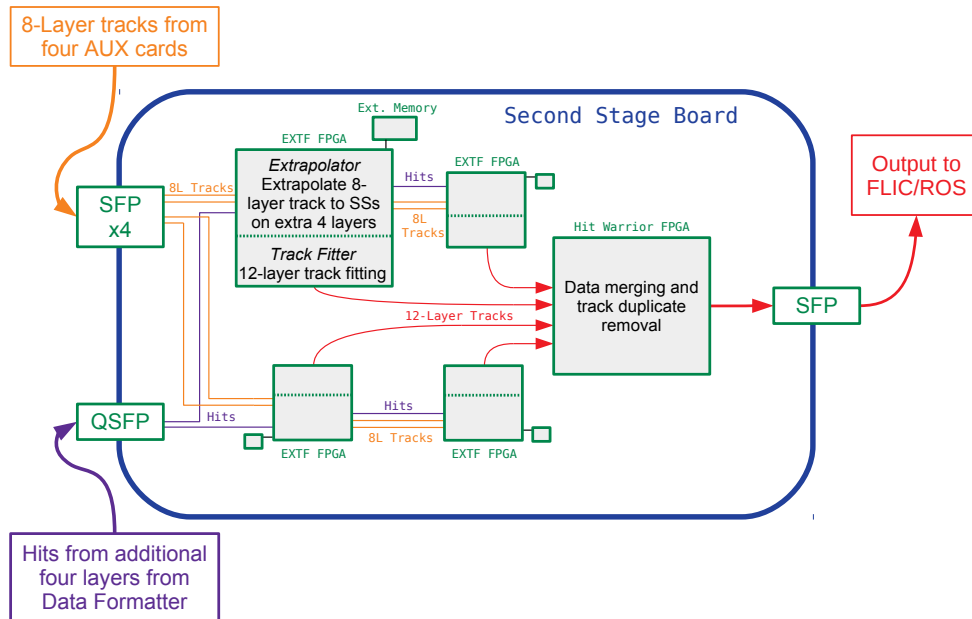 8-Layer tracks from
four AUX cards
Second Stage Board
Ext. Memory
EXTF FPGA
Extrapolator
Extrapolate 8-
layer track to SSs
on extra 4 layers
Track Fitter
12-layer track fitting
EXTF FPGA
Hits
8L
Tracks
8L Tracks
SFP
x4
Output to
FLIC/ROS
Hit Warrior FPGA
Data merging and
track duplicate
removal
SFP
12-Layer Tracks
QSFP
Hits
Hits
8L Tracks
EXTF FPGA
EXTF FPGA
Hits from additional
four layers from
Data Formatter